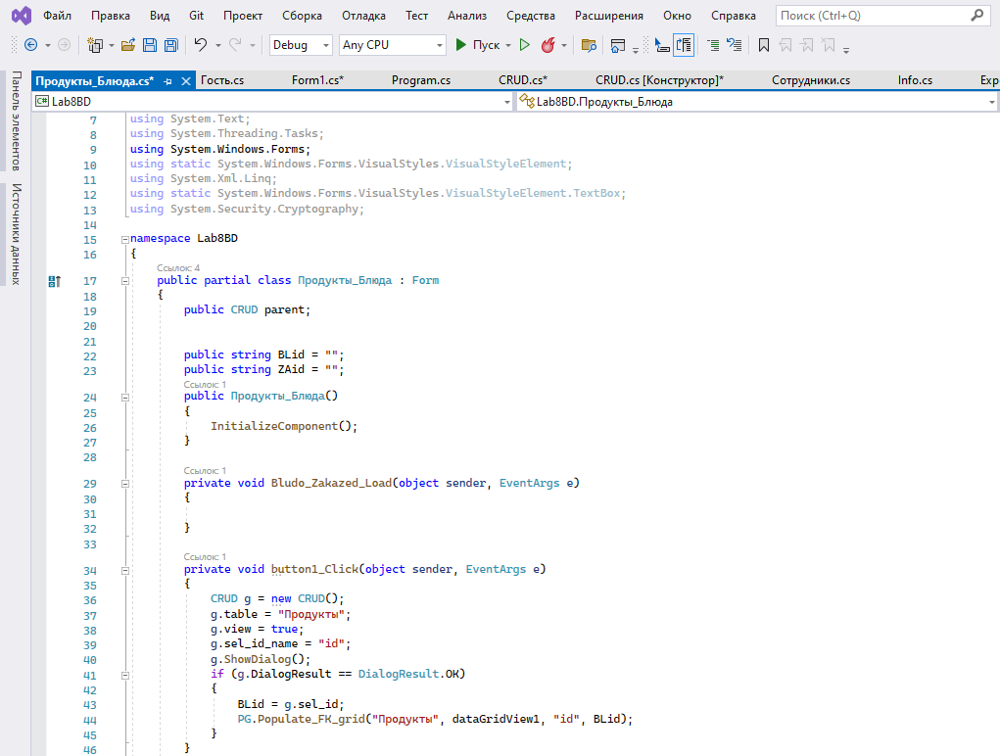 Файл Правка Вид Git Проект Сборка Отладка Тест Анализ Средства Расширения Окно Справка Поиск (Ctrl+Q)
Debug Any CPU Пуск
Продукты_Блюда.cs* Гость.cs Form1.cs* Program.cs CRUD.cs* CRUD.cs [Конструктор]* Сотрудники.cs Info.cs Exp
Lab8BD Lab8BD.Продукты_Блюда
Панель элементов
Источники данных
7 using System.Text;
8 using System.Threading.Tasks;
9 using System.Windows.Forms;
10 using static System.Windows.Forms.VisualStyles.VisualStyleElement;
11 using System.Xml.Linq;
12 using static System.Windows.Forms.VisualStyles.VisualStyleElement.TextBox;
13 using System.Security.Cryptography;
14
15 namespace Lab8BD
16 {
Ссылок: 4
17 public partial class Продукты_Блюда : Form
18 {
19 public CRUD parent;
20
21
22 public string BLid = "";
23 public string ZAid = "";
Ссылок: 1
24 public Продукты_Блюда()
25 {
26 InitializeComponent();
27 }
28
Ссылок: 1
29 private void Bludo_Zakazed_Load(object sender, EventArgs e)
30 {
31
32 }
33
Ссылок: 1
34 private void button1_Click(object sender, EventArgs e)
35 {
36 CRUD g = new CRUD();
37 g.table = "Продукты";
38 g.view = true;
39 g.sel_id_name = "id";
40 g.ShowDialog();
41 if (g.DialogResult == DialogResult.OK)
42 {
43 BLid = g.sel_id;
44 PG.Populate_FK_grid("Продукты", dataGridView1, "id", BLid);
45 }
46 }